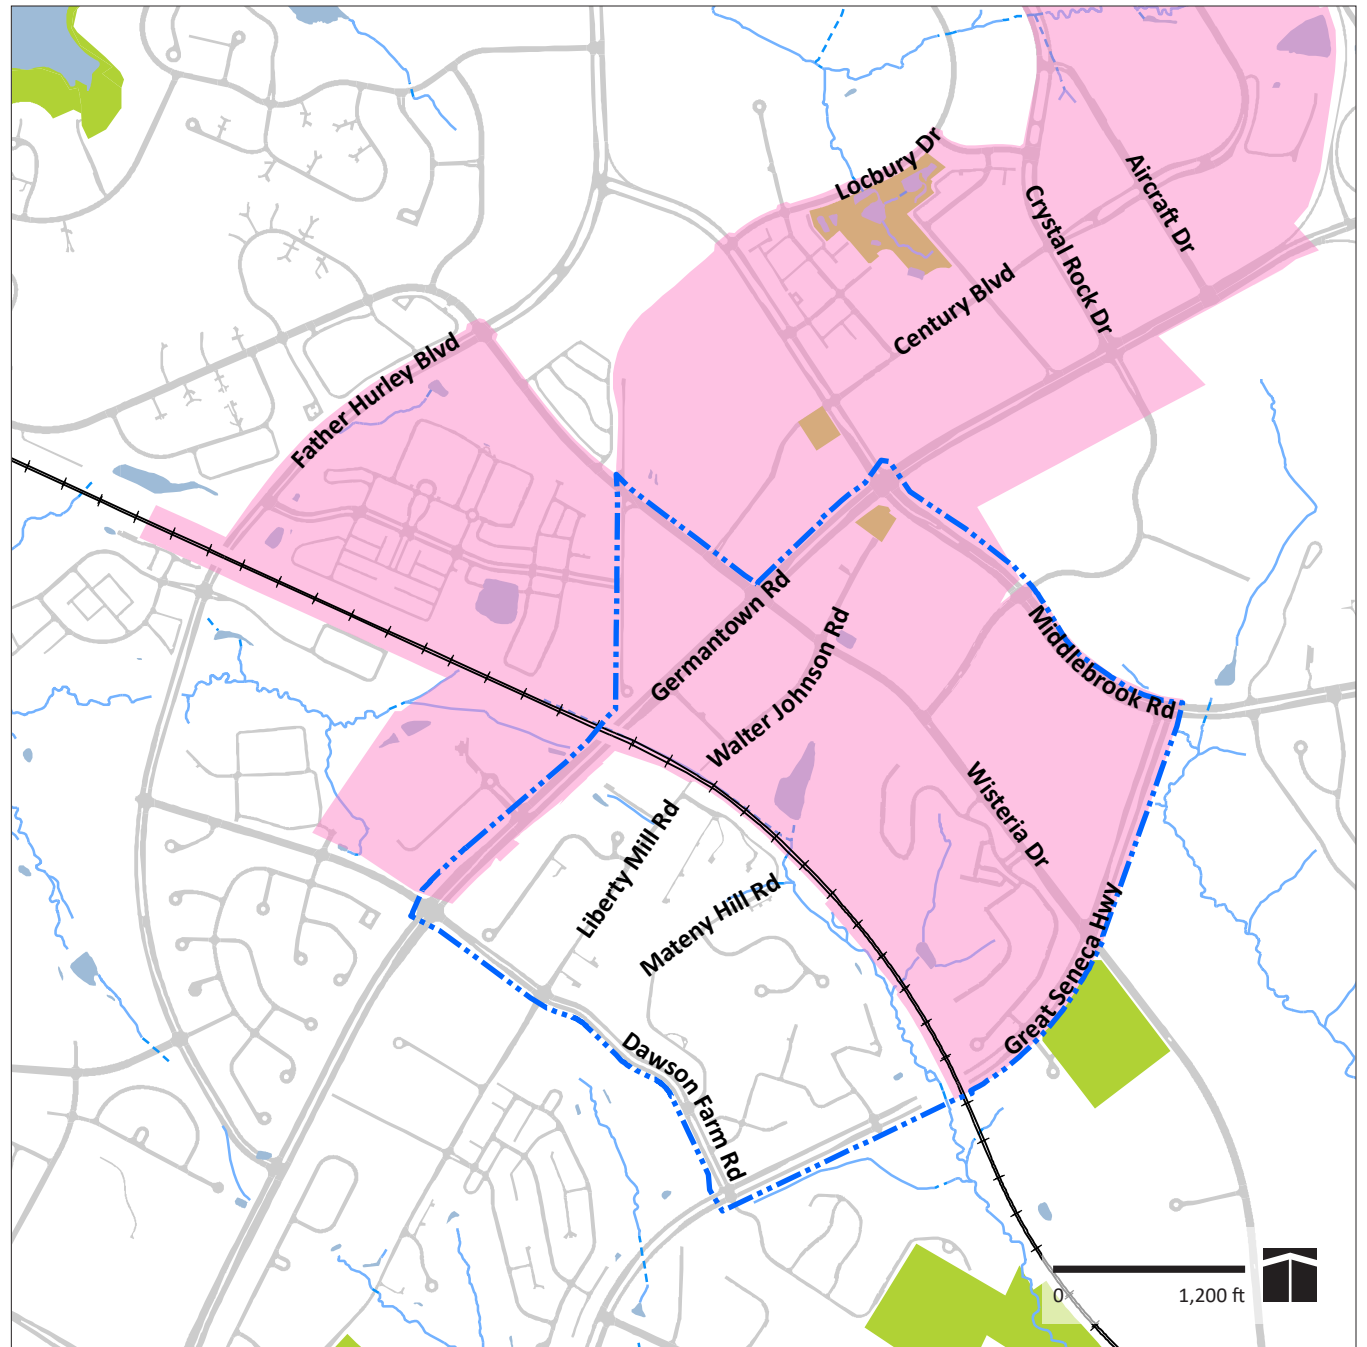 Locbury Dr
Aircraft Dr
Crystal Rock Dr
Century Blvd
Father Hurley Blvd
Germantown Rd
Walter Johnson Rd
Middlebrook Rd
Wisteria Dr
Liberty Mill Rd
Mateny Hill Rd
Great Seneca Hwy
Dawson Farm Rd
0 1,200 ft